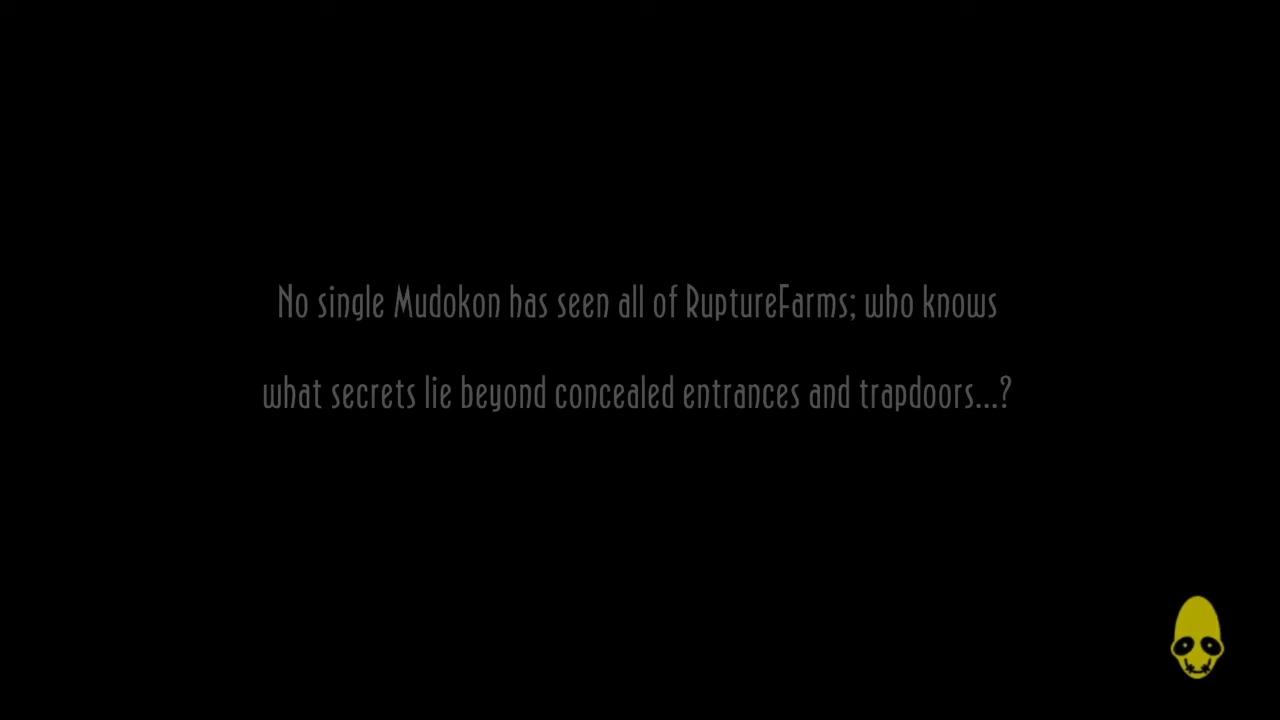 No single Mudokon has seen all of RuptureFarms; who knows
what secrets lie beyond concealed entrances and trapdoors...?